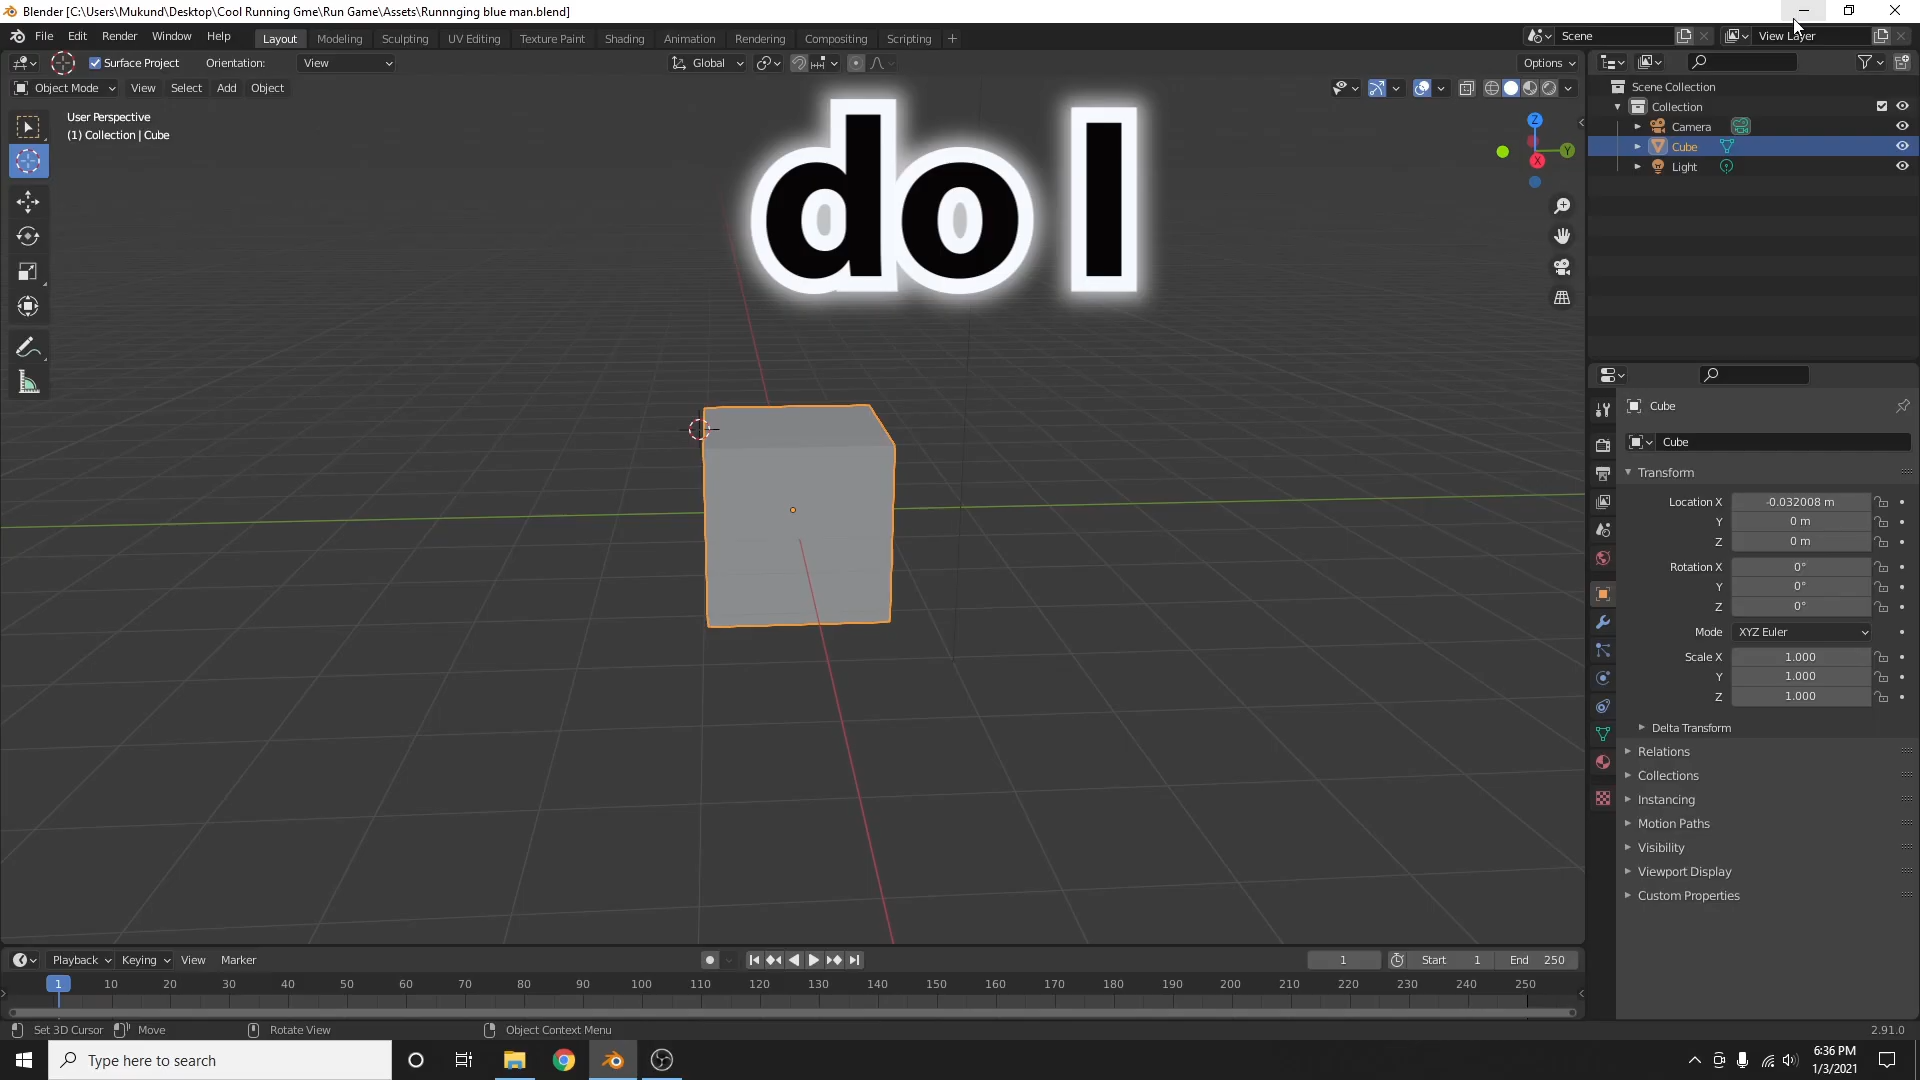 Blender [C:\Users\Mukund\Desktop\Cool Running Gme\Run Game\Assets\Runnnging blue man.blend]
File Edit Render Window Help Layout Modeling Sculpting UV Editing Texture Paint Shading Animation Rendering Compositing Scripting + Scene View Layer
Surface Project Orientation: View Global Options
Object Mode View Select Add Object
User Perspective
(1) Collection | Cube
do I
Z
Y
X
Scene Collection
Collection
Camera
Cube
Light
Cube
Cube
Transform
Location X -0.032008 m
Y 0 m
Z 0 m
Rotation X 0°
Y 0°
Z 0°
Mode XYZ Euler
Scale X 1.000
Y 1.000
Z 1.000
Delta Transform
Relations
Collections
Instancing
Motion Paths
Visibility
Viewport Display
Custom Properties
Playback Keying View Marker 1 Start 1 End 250
1 10 20 30 40 50 60 70 80 90 100 110 120 130 140 150 160 170 180 190 200 210 220 230 240 250
Set 3D Cursor Move Rotate View Object Context Menu 2.91.0
Type here to search
6:36 PM
1/3/2021